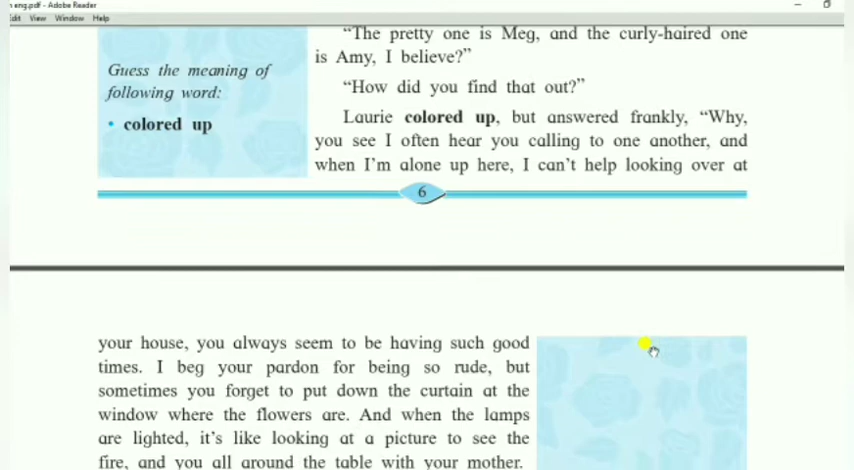 eng.pdf - Adobe Reader
Edit View Window Help
“The pretty one is Meg, and the curly-haired one
is Amy, I believe?”
Guess the meaning of
following word:
• colored up
“How did you find that out?”
Laurie colored up, but answered frankly, “Why,
you see I often hear you calling to one another, and
when I’m alone up here, I can’t help looking over at
6
your house, you always seem to be having such good
times. I beg your pardon for being so rude, but
sometimes you forget to put down the curtain at the
window where the flowers are. And when the lamps
are lighted, it’s like looking at a picture to see the
fire, and you all around the table with your mother.